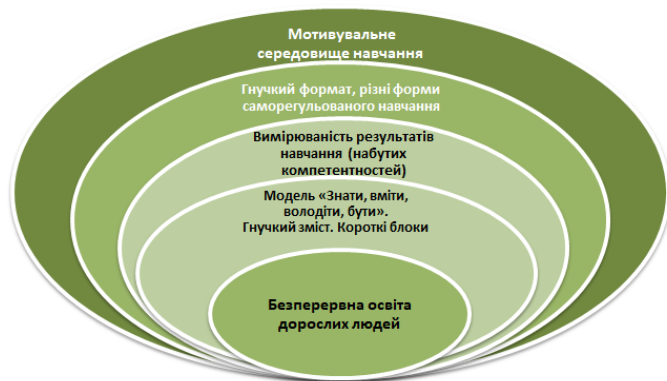 Мотивувальне
середовище навчання
Гнучкий формат, різні форми
саморегульованого навчання
Вимірюваність результатів
навчання (набутих
компетентностей)
Модель «Знати, вміти,
володіти, бути».
Гнучкий зміст. Короткі блоки
Безперервна освіта
дорослих людей